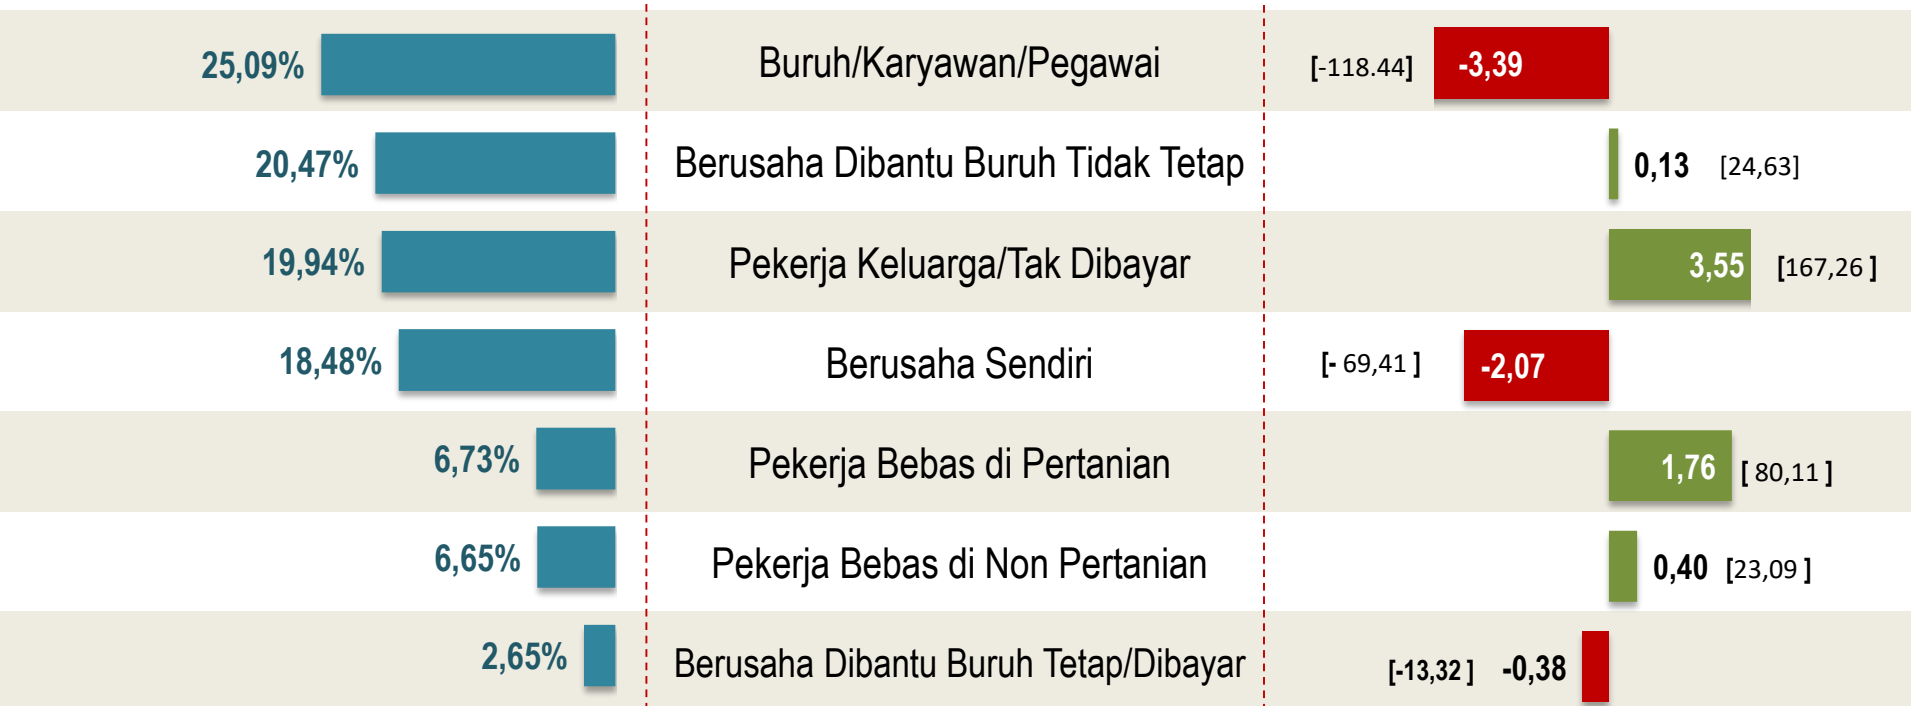 25,09% Buruh/Karyawan/Pegawai [-118.44] -3,39
20,47% Berusaha Dibantu Buruh Tidak Tetap 0,13 [24,63]
19,94% Pekerja Keluarga/Tak Dibayar 3,55 [167,26 ]
18,48% Berusaha Sendiri [- 69,41 ] -2,07
6,73% Pekerja Bebas di Pertanian 1,76 [ 80,11 ]
6,65% Pekerja Bebas di Non Pertanian 0,40 [23,09 ]
2,65% Berusaha Dibantu Buruh Tetap/Dibayar [-13,32 ] -0,38